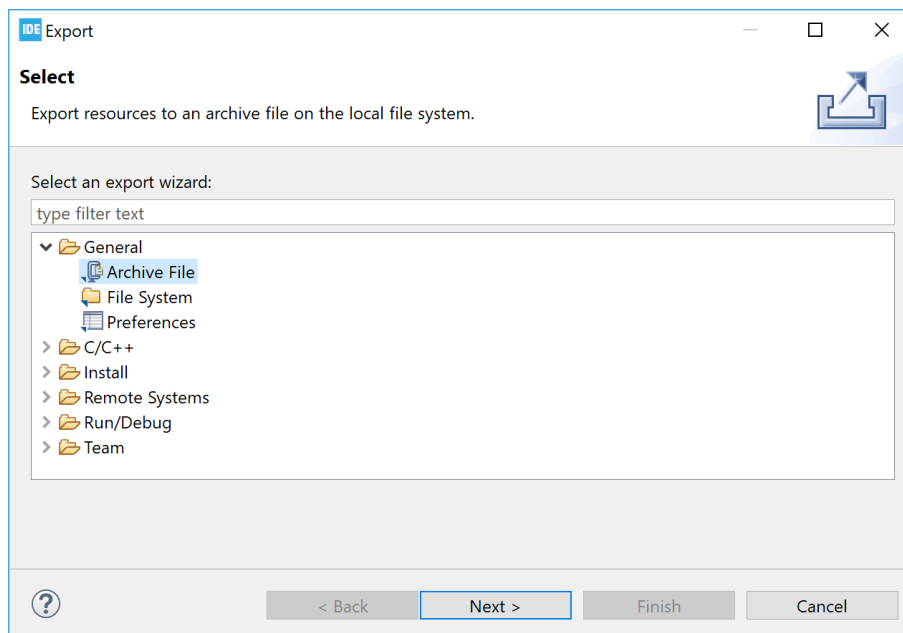 IDE Export
Select
Export resources to an archive file on the local file system.
Select an export wizard:
type filter text
General
Archive File
File System
Preferences
C/C++
Install
Remote Systems
Run/Debug
Team
? < Back Next > Finish Cancel